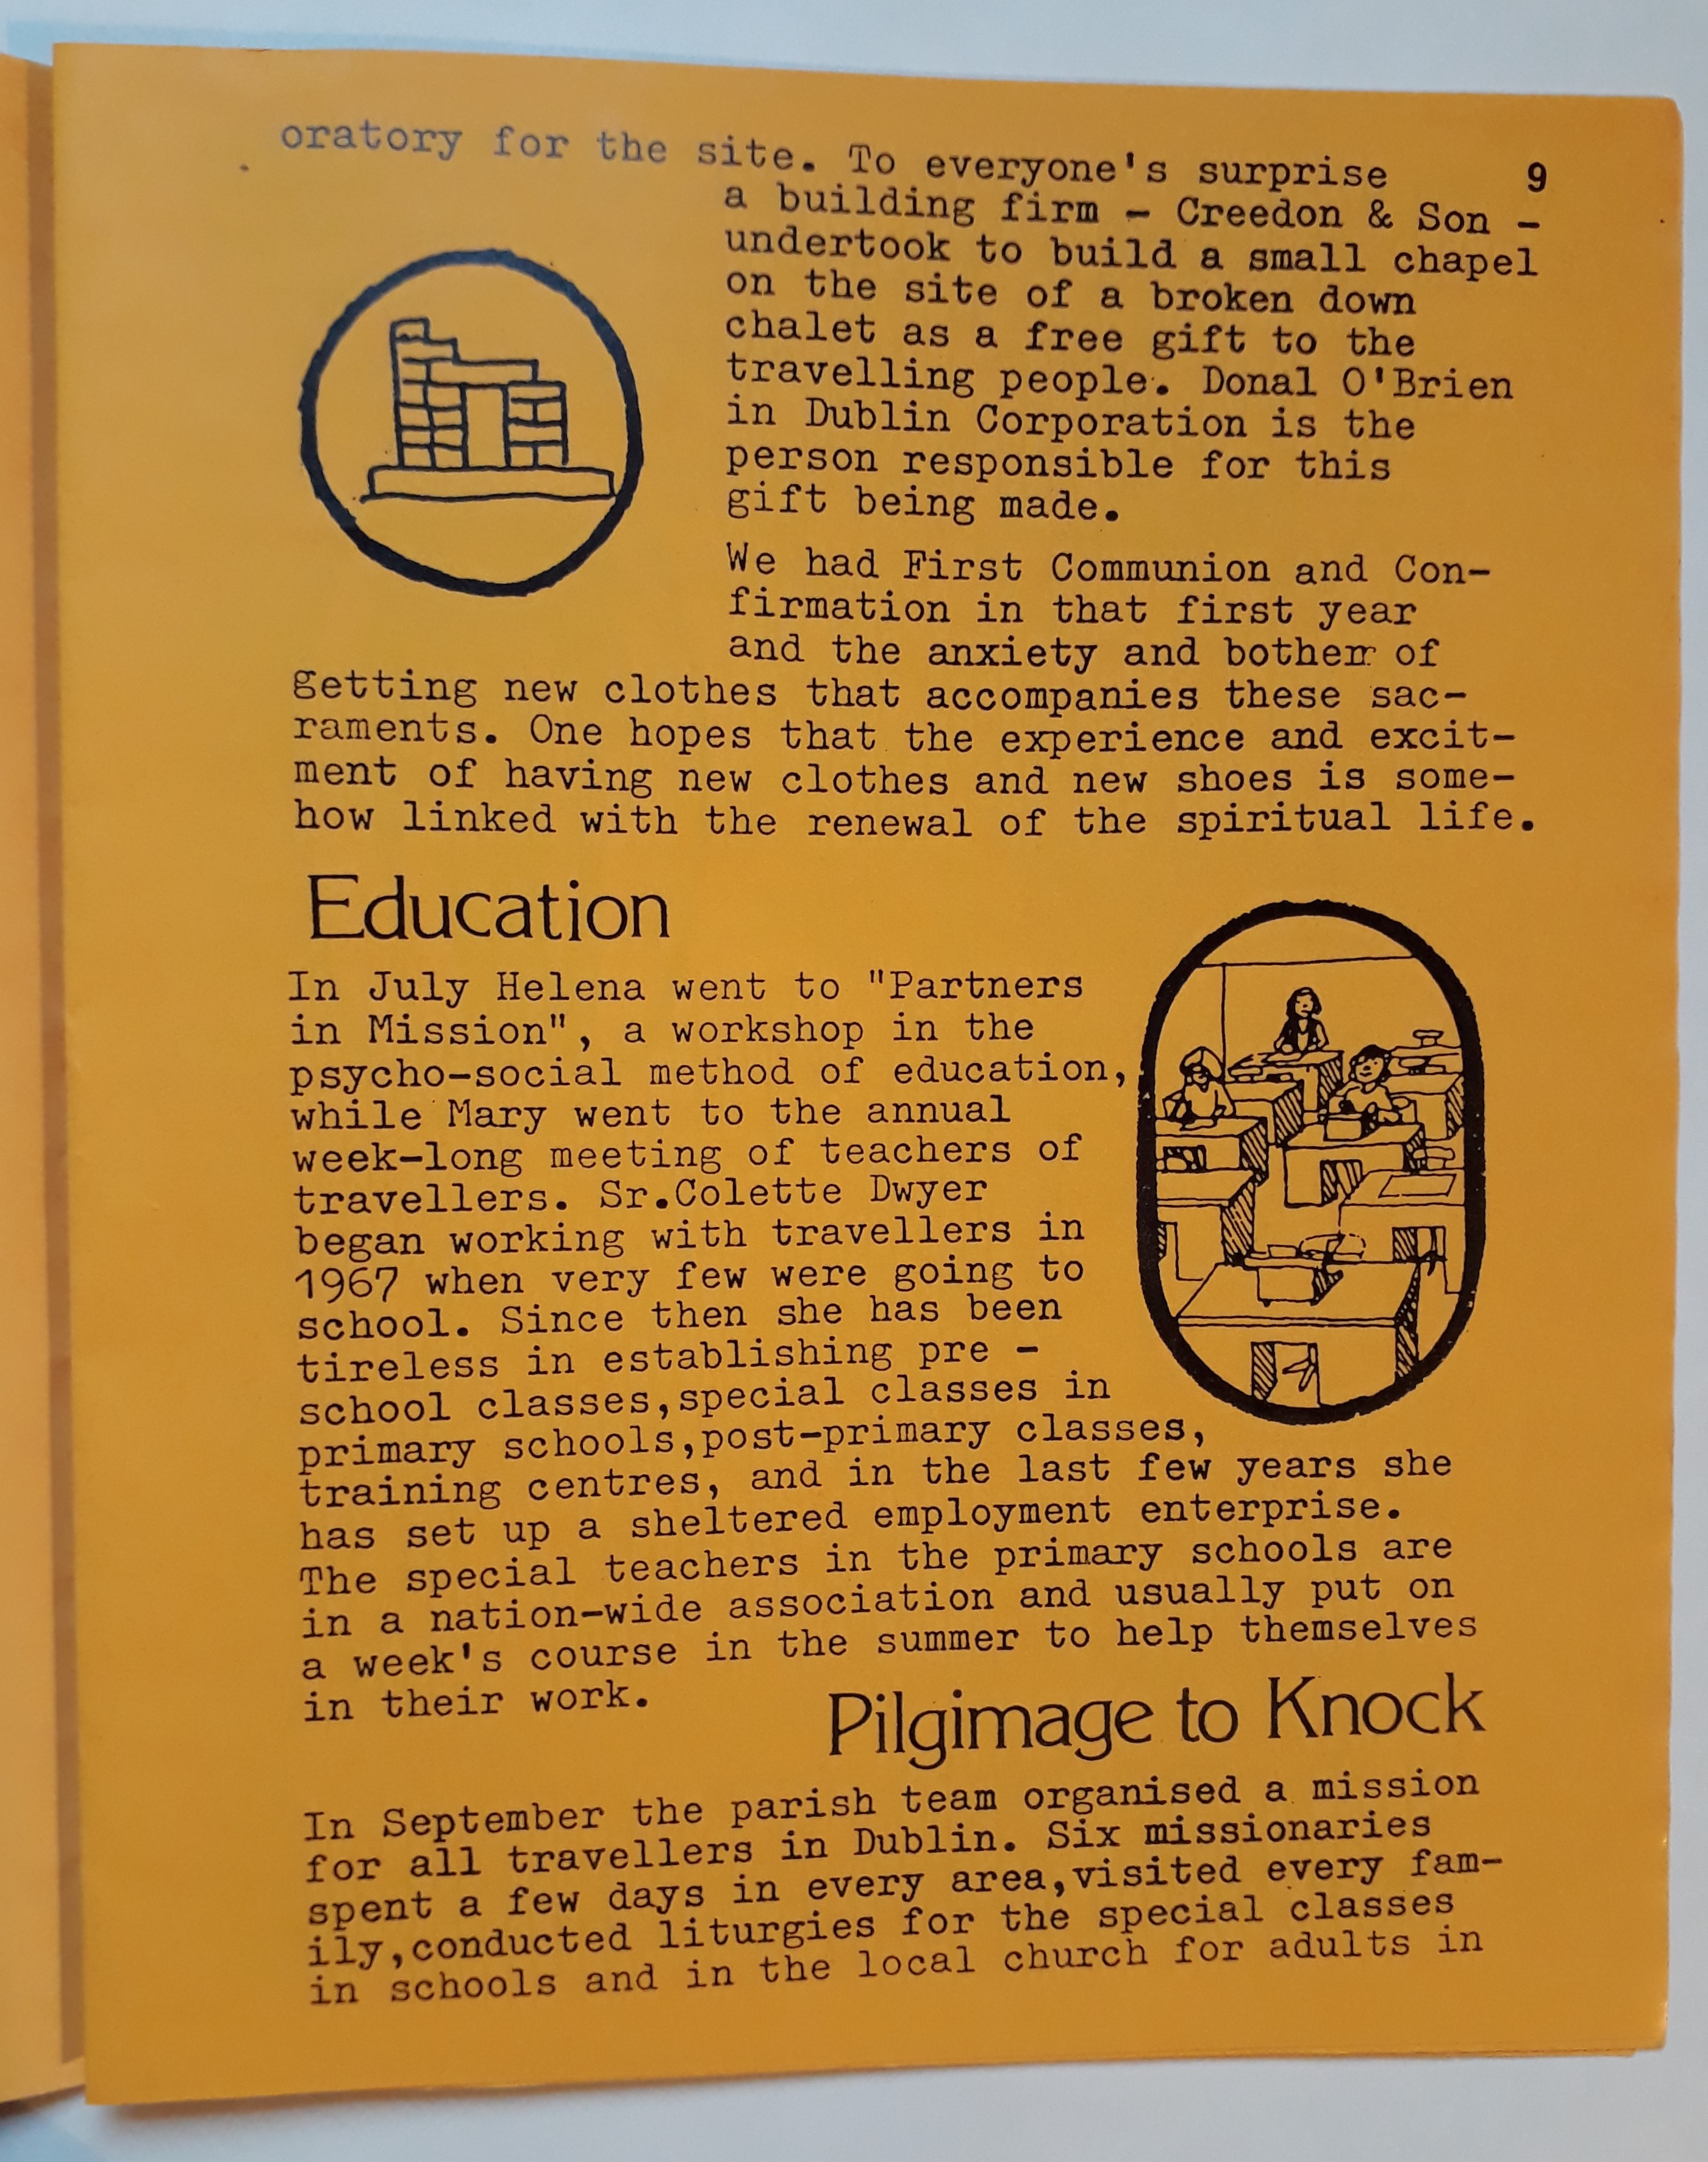 oratory for the site. To everyone's surprise
9
a building firm - Creedon & Son -
undertook to build a small chapel
on the site of a broken down
chalet as a free gift to the
travelling people. Donal O'Brien
in Dublin Corporation is the
person responsible for this
gift being made.
We had First Communion and Con-
firmation in that first year
and the anxiety and bother of
getting new clothes that accompanies these sac-
raments. One hopes that the experience and excit-
ment of having new clothes and new shoes is some-
how linked with the renewal of the spiritual life.
Education
In July Helena went to "Partners
in Mission", a workshop in the
psycho-social method of education,
while Mary went to the annual
week-long meeting of teachers of
travellers. Sr.Colette Dwyer
began working with travellers in
1967 when very few were going to
school. Since then she has been
tireless in establishing pre -
school classes,special classes in
primary schools,post-primary classes,
training centres, and in the last few years she
has set up a sheltered employment enterprise.
The special teachers in the primary schools are
in a nation-wide association and usually put on
a week's course in the summer to help themselves
in their work.
Pilgimage to Knock
In September the parish team organised a mission
for all travellers in Dublin. Six missionaries
spent a few days in every area,visited every fam-
ily,conducted liturgies for the special classes
in schools and in the local church for adults in